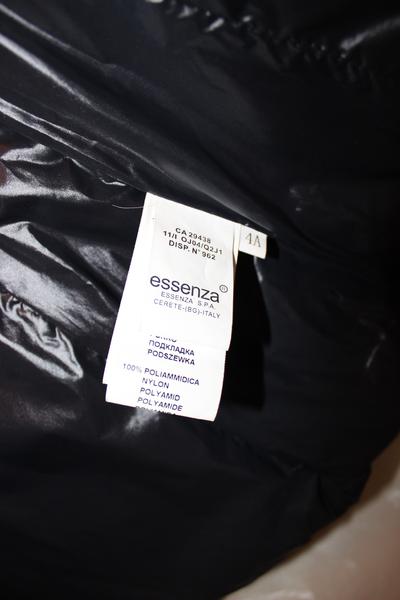 CA 29438
11/I OJ04/Q2J1
DISP. N° 962
4A
essenza®
ESSENZA S.P.A.
CERETE-(BG)-ITALY
ПОДКЛАДКА
PODSZEWKA
100% POLIAMMIDICA
NYLON
POLYAMID
POLYAMIDE